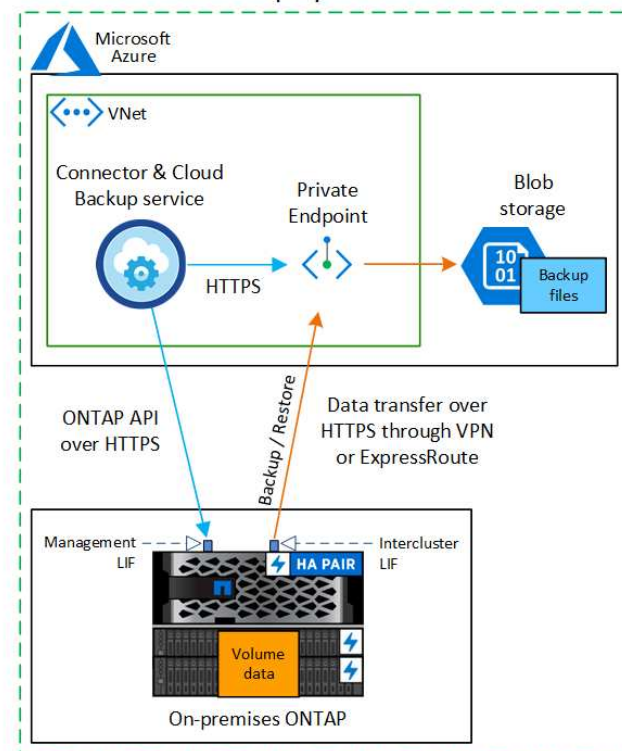 Microsoft
Azure
VNet
Connector & Cloud
Backup service
Private
Endpoint
Blob
storage
HTTPS
10
01
Backup
files
ONTAP API
over HTTPS
Backup / Restore
Data transfer over
HTTPS through VPN
or ExpressRoute
Management
LIF
Intercluster
LIF
HA PAIR
Volume
data
On-premises ONTAP